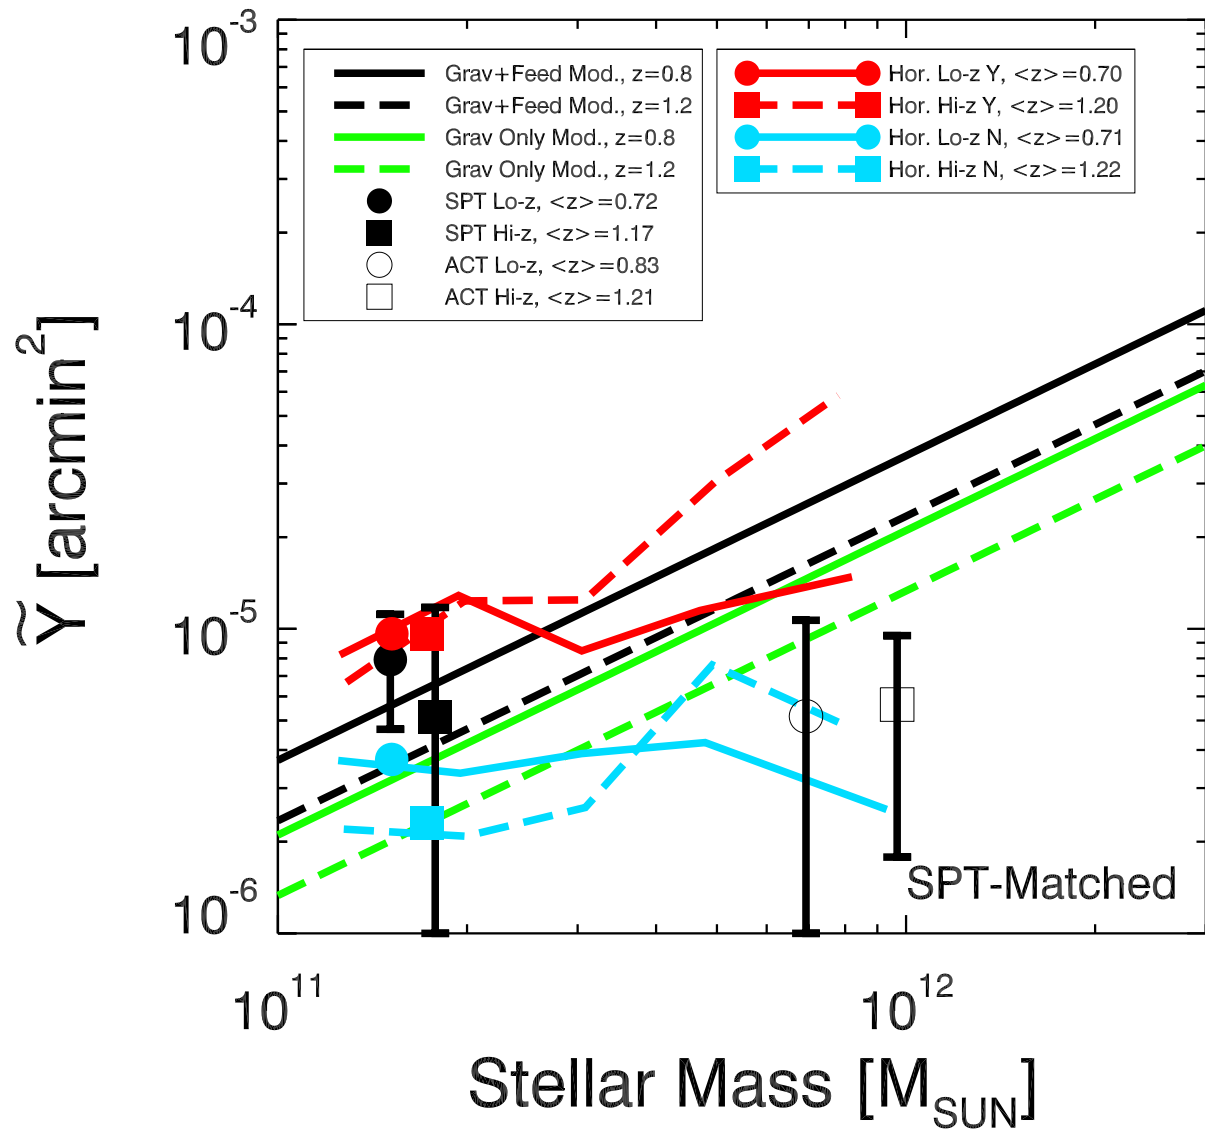 10^-3
10^-4
10^-5
10^-6
Ỹ [arcmin^2]
Grav+Feed Mod., z=0.8
Grav+Feed Mod., z=1.2
Grav Only Mod., z=0.8
Grav Only Mod., z=1.2
SPT Lo-z, <z>=0.72
SPT Hi-z, <z>=1.17
ACT Lo-z, <z>=0.83
ACT Hi-z, <z>=1.21
Hor. Lo-z Y, <z>=0.70
Hor. Hi-z Y, <z>=1.20
Hor. Lo-z N, <z>=0.71
Hor. Hi-z N, <z>=1.22
SPT-Matched
10^11
10^12
Stellar Mass [M_SUN]